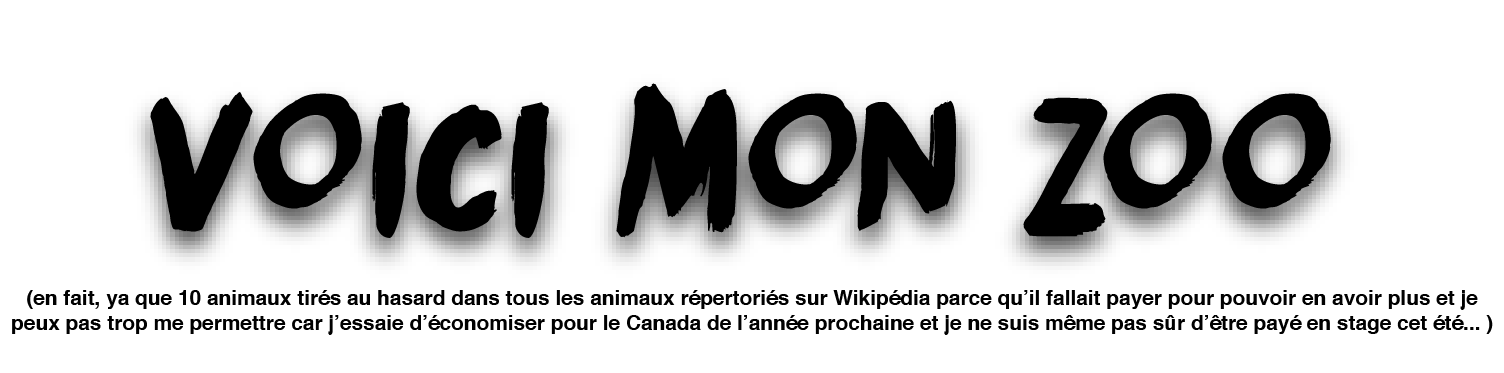 VOICI MON ZOO
(en fait, ya que 10 animaux tirés au hasard dans tous les animaux répertoriés sur Wikipédia parce qu’il fallait payer pour pouvoir en avoir plus et je
peux pas trop me permettre car j’essaie d’économiser pour le Canada de l’année prochaine et je ne suis même pas sûr d’être payé en stage cet été... )